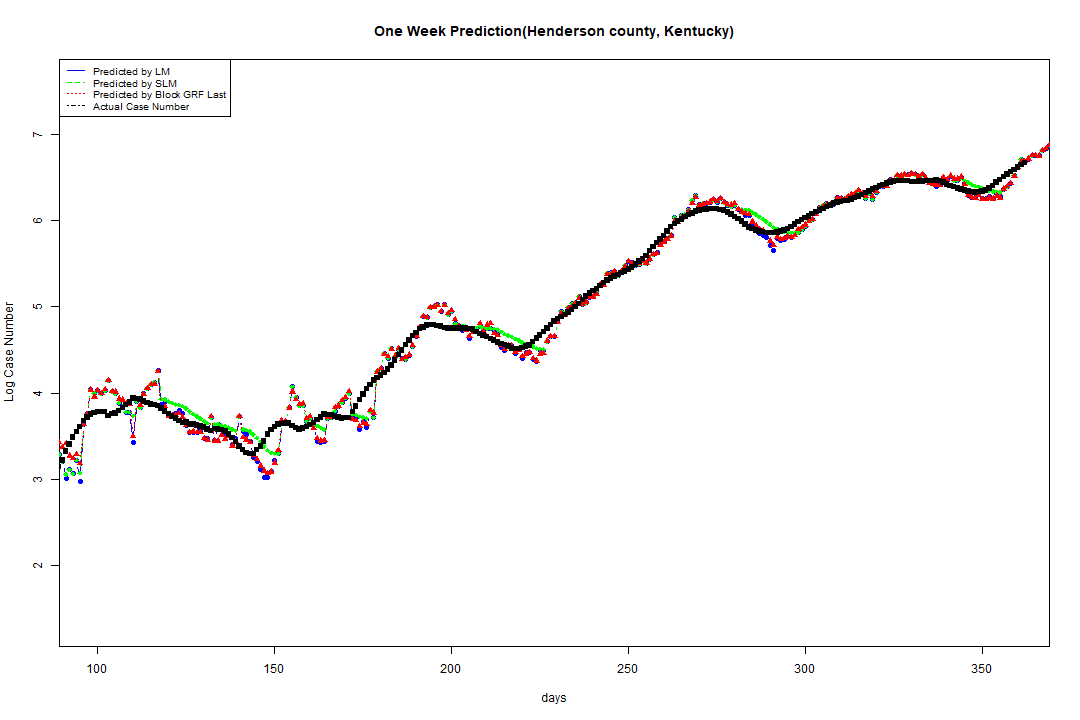 One Week Prediction(Henderson county, Kentucky)
Predicted by LM
Predicted by SLM
Predicted by Block GRF Last
Actual Case Number
Log Case Number
7
6
5
4
3
2
100 150 200 250 300 350
days